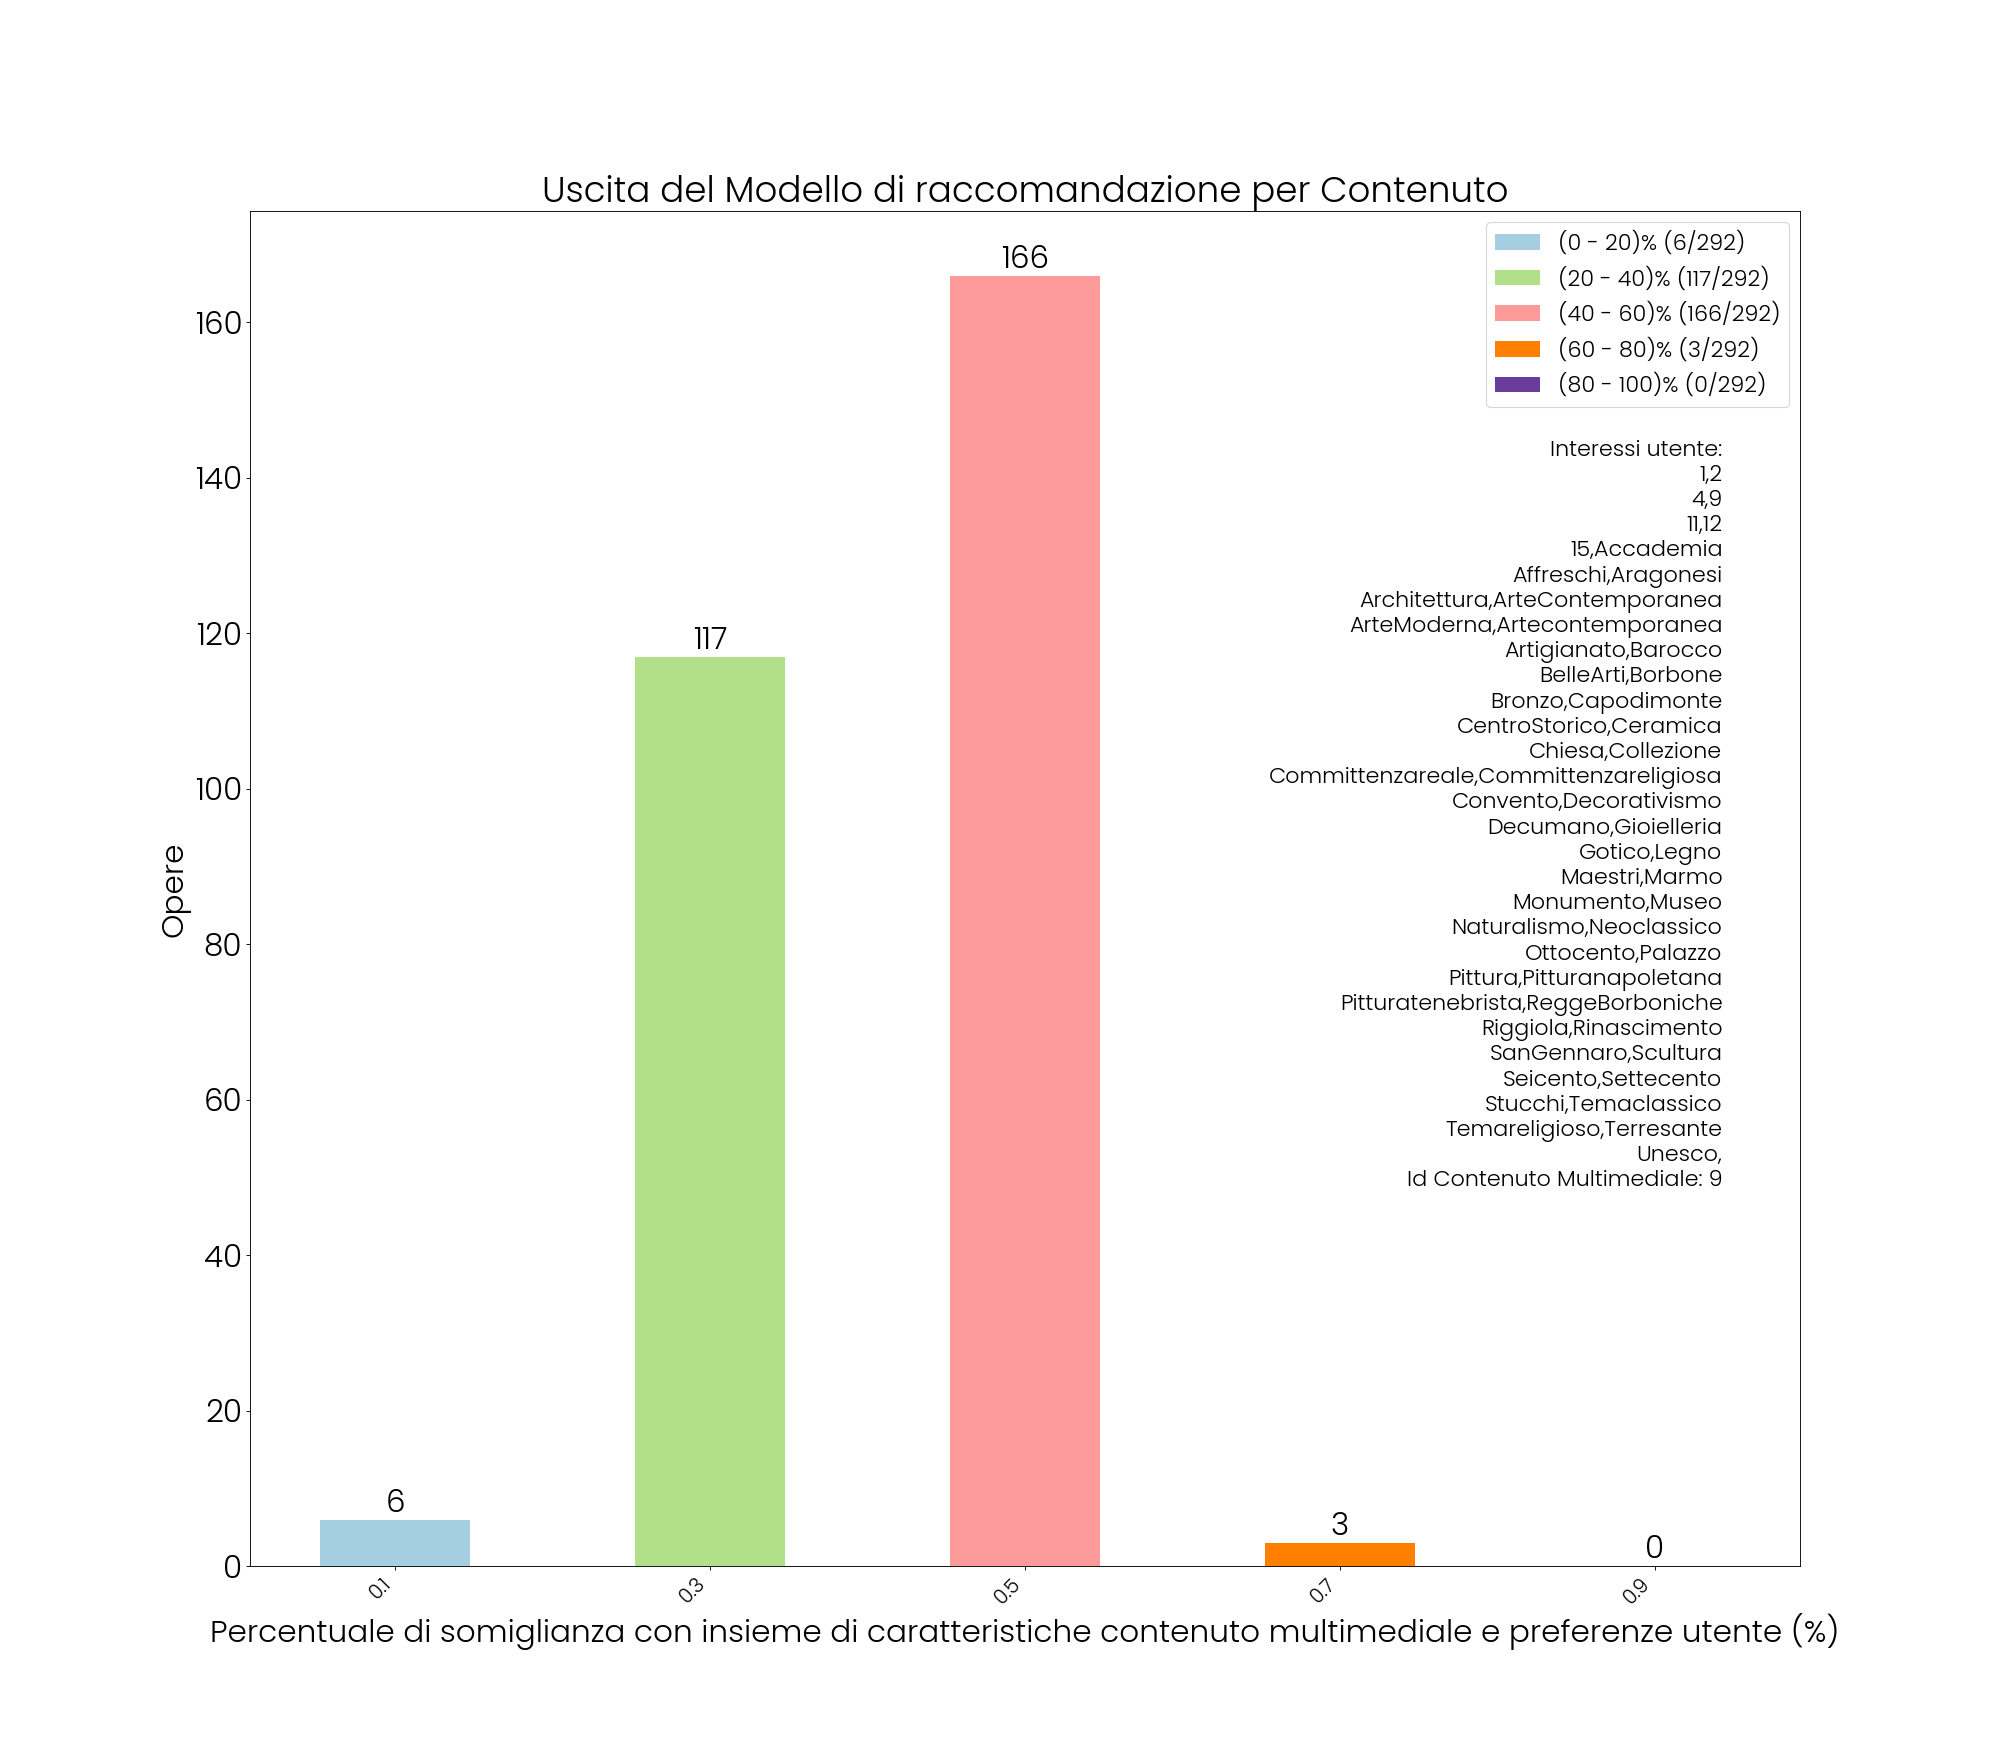 Uscita del Modello di raccomandazione per Contenuto
(0 - 20)% (6/292)
(20 - 40)% (117/292)
(40 - 60)% (166/292)
(60 - 80)% (3/292)
(80 - 100)% (0/292)
Interessi utente:
1,2
4,9
11,12
15,Accademia
Affreschi,Aragonesi
Architettura,ArteContemporanea
ArteModerna,Artecontemporanea
Artigianato,Barocco
BelleArti,Borbone
Bronzo,Capodimonte
CentroStorico,Ceramica
Chiesa,Collezione
Committenzareale,Committenzareligiosa
Convento,Decorativismo
Decumano,Gioielleria
Gotico,Legno
Maestri,Marmo
Monumento,Museo
Naturalismo,Neoclassico
Ottocento,Palazzo
Pittura,Pitturanapoletana
Pitturatenebrista,ReggeBorboniche
Riggiola,Rinascimento
SanGennaro,Scultura
Seicento,Settecento
Stucchi,Temaclassico
Temareligioso,Terresante
Unesco,
Id Contenuto Multimediale: 9
Opere
160
140
120
100
80
60
40
20
0
6
117
166
3
0
0.1
0.3
0.5
0.7
0.9
Percentuale di somiglianza con insieme di caratteristiche contenuto multimediale e preferenze utente (%)